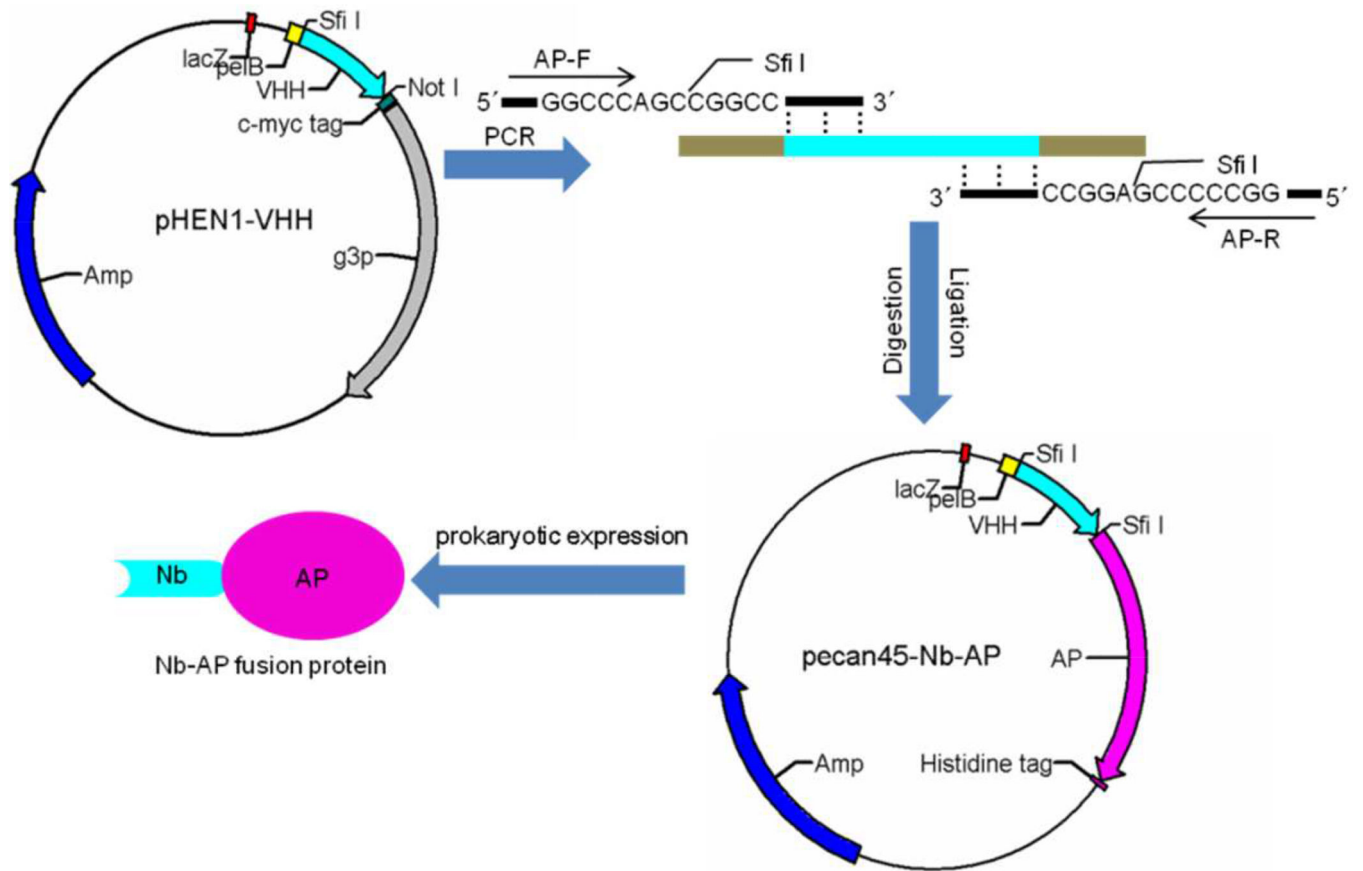 Sfi I
lacZ
pelB
VHH
Not I
c-myc tag
pHEN1-VHH
g3p
Amp
PCR
AP-F
Sfi I
5´ GGCCCAGCCGGCC 3´
Sfi I
3´ CCGGAGCCCCCGG 5´
AP-R
Digestion
Ligation
Sfi I
lacZ
pelB
VHH
Sfi I
pecan45-Nb-AP
AP
Amp
Histidine tag
prokaryotic expression
Nb
AP
Nb-AP fusion protein